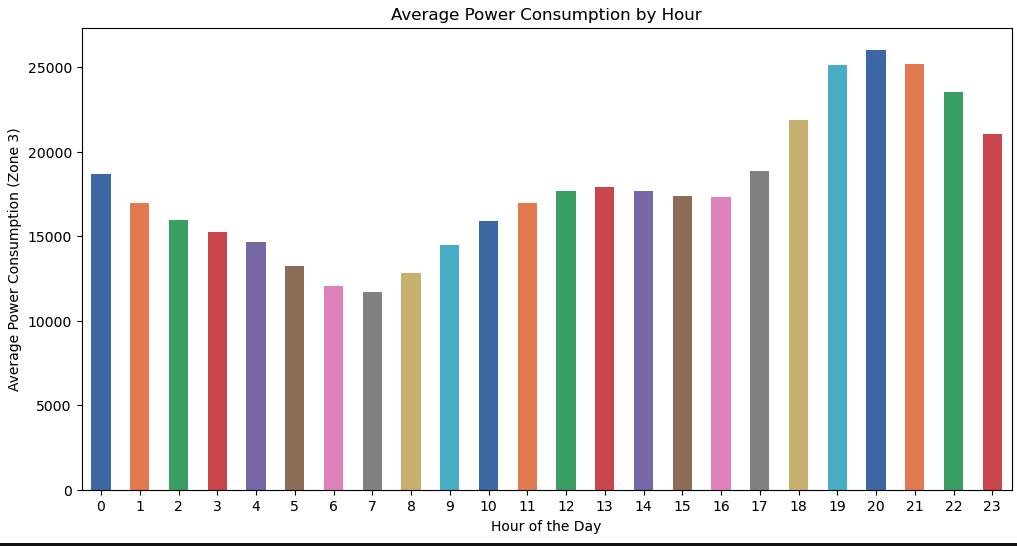 Average Power Consumption by Hour
Average Power Consumption (Zone 3)
25000
20000
15000
10000
5000
0
0 1 2 3 4 5 6 7 8 9 10 11 12 13 14 15 16 17 18 19 20 21 22 23
Hour of the Day